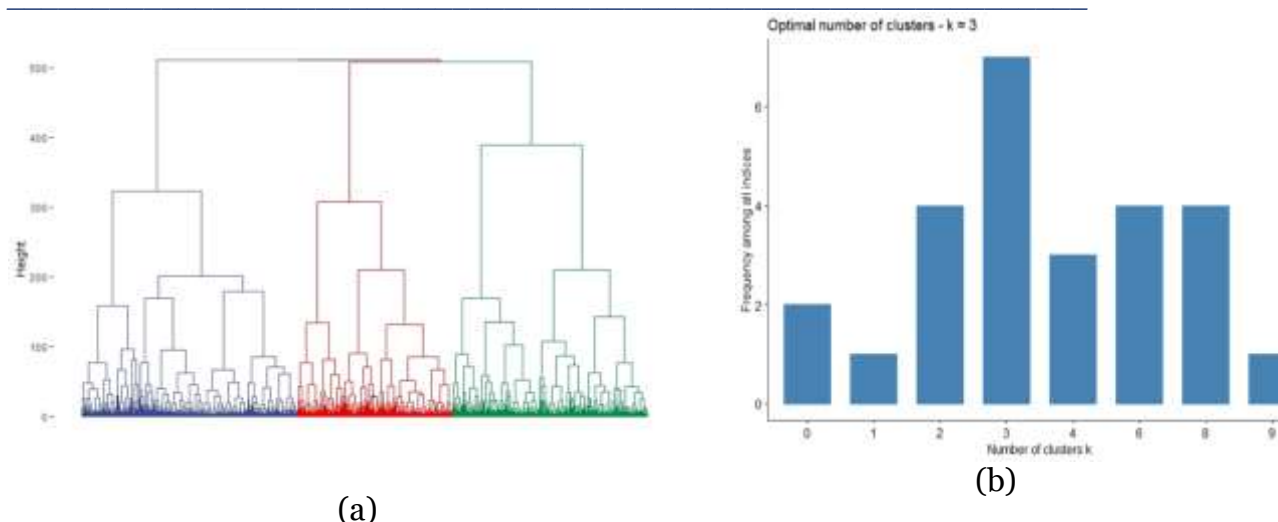 Optimal number of clusters - k = 3
500
400
300
200
100
0
Height
6
4
2
0
Frequency among all indices
0 1 2 3 4 6 8 9
Number of clusters k
(a)
(b)